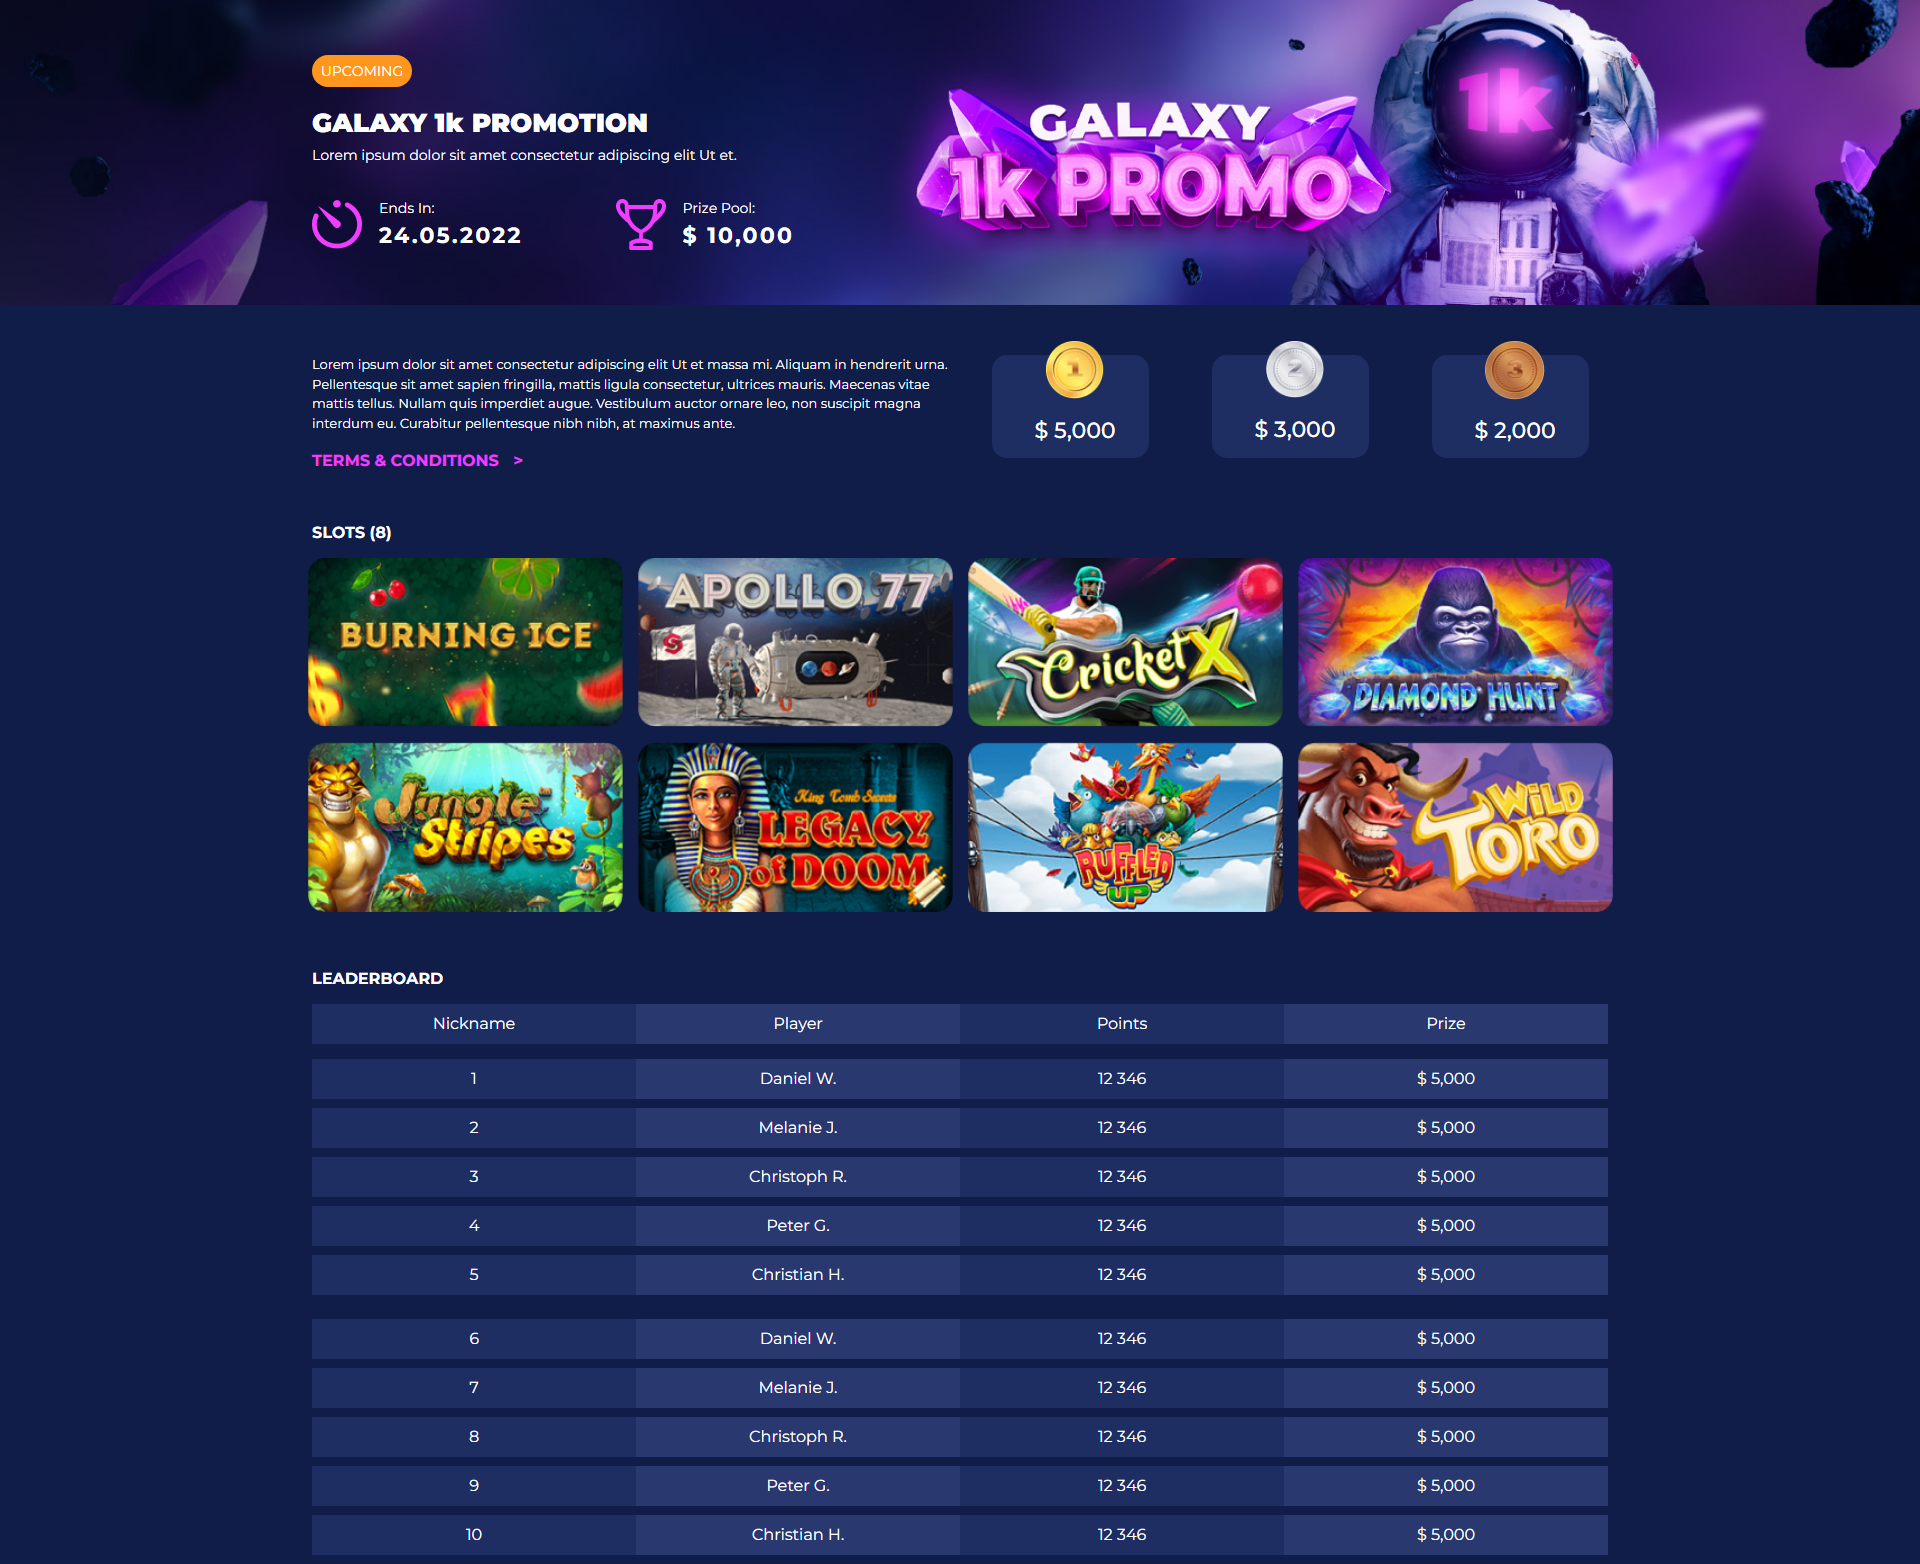 UPCOMING
GALAXY 1k PROMOTION
Lorem ipsum dolor sit amet consectetur adipiscing elit Ut et.
Ends In:
24.05.2022
Prize Pool:
$ 10,000
GALAXY
1k PROMO
1k
Lorem ipsum dolor sit amet consectetur adipiscing elit Ut et massa mi. Aliquam in hendrerit urna.
Pellentesque sit amet sapien fringilla, mattis ligula consectetur, ultrices mauris. Maecenas vitae
mattis tellus. Nullam quis imperdiet augue. Vestibulum auctor ornare leo, non suscipit magna
interdum eu. Curabitur pellentesque nibh nibh, at maximus ante.
TERMS & CONDITIONS >
1
$ 5,000
2
$ 3,000
3
$ 2,000
SLOTS (8)
BURNING ICE
$
7
APOLLO 77
S
Cricket X
DIAMOND HUNT
Jungle™
Stripes
King Tomb Secrets
LEGACY
of DOOM
RUFFLED
UP
WILD
TORO
LEADERBOARD
Nickname Player Points Prize
1 Daniel W. 12 346 $ 5,000
2 Melanie J. 12 346 $ 5,000
3 Christoph R. 12 346 $ 5,000
4 Peter G. 12 346 $ 5,000
5 Christian H. 12 346 $ 5,000
6 Daniel W. 12 346 $ 5,000
7 Melanie J. 12 346 $ 5,000
8 Christoph R. 12 346 $ 5,000
9 Peter G. 12 346 $ 5,000
10 Christian H. 12 346 $ 5,000